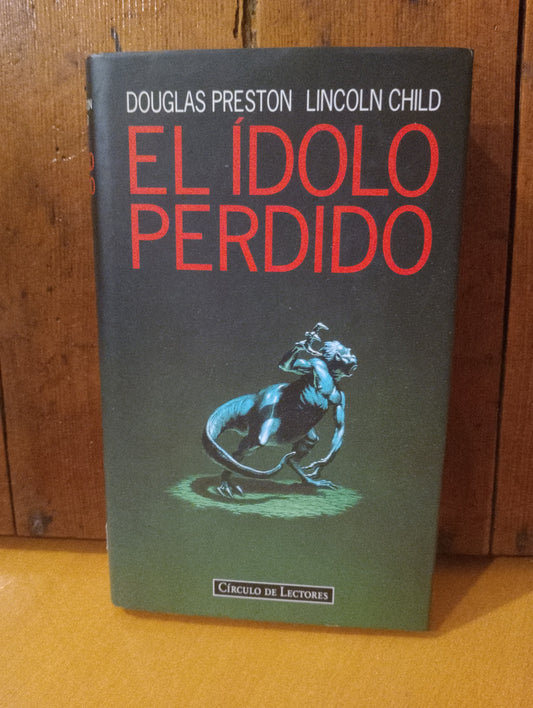 DOUGLAS PRESTON LINCOLN CHILD
EL ÍDOLO
PERDIDO
CÍRCULO DE LECTORES